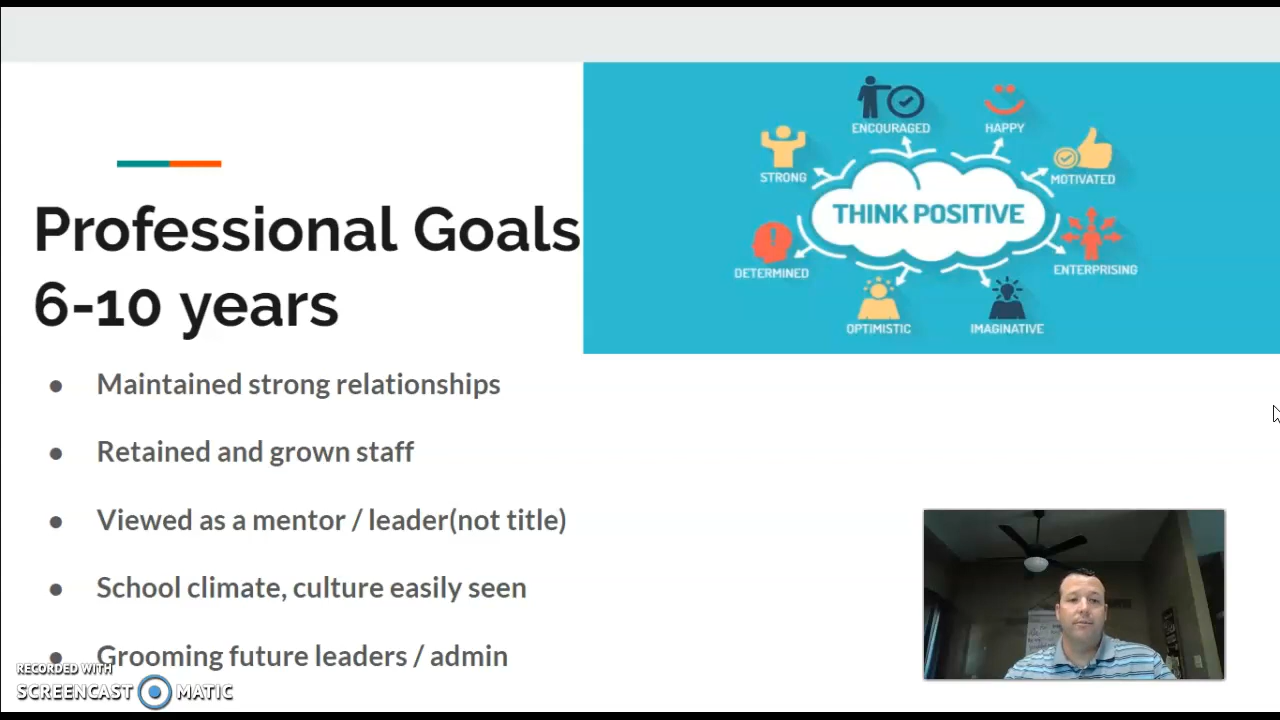 Professional Goals
6-10 years
ENCOURAGED
HAPPY
STRONG
MOTIVATED
THINK POSITIVE
DETERMINED
ENTERPRISING
OPTIMISTIC
IMAGINATIVE
● Maintained strong relationships
● Retained and grown staff
● Viewed as a mentor / leader(not title)
● School climate, culture easily seen
● Grooming future leaders / admin
RECORDED WITH
SCREENCAST MATIC